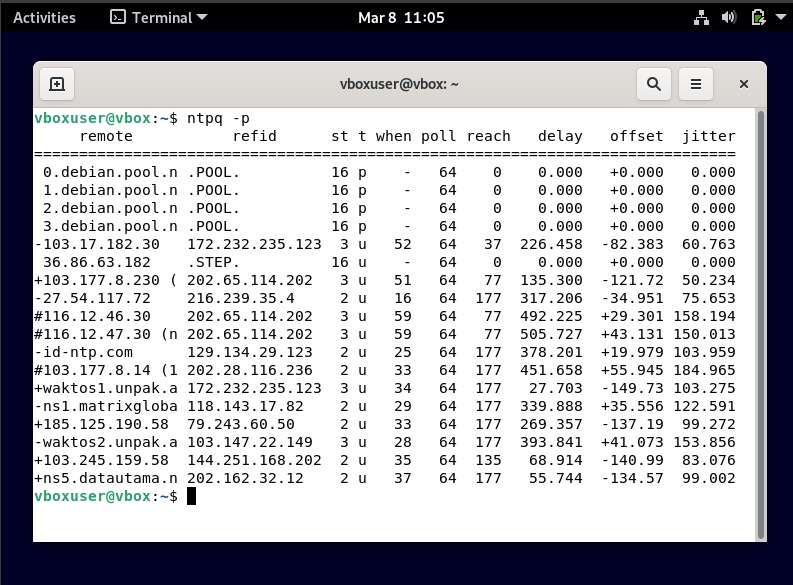 Activities Terminal Mar 8 11:05
vboxuser@vbox: ~
vboxuser@vbox:~$ ntpq -p
     remote           refid      st t when poll reach   delay   offset  jitter
==============================================================================
 0.debian.pool.n .POOL.          16 p    -   64    0    0.000   +0.000   0.000
 1.debian.pool.n .POOL.          16 p    -   64    0    0.000   +0.000   0.000
 2.debian.pool.n .POOL.          16 p    -   64    0    0.000   +0.000   0.000
 3.debian.pool.n .POOL.          16 p    -   64    0    0.000   +0.000   0.000
-103.17.182.30   172.232.235.123  3 u   52   64   37  226.458  -82.383  60.763
 36.86.63.182    .STEP.          16 u    -   64    0    0.000   +0.000   0.000
+103.177.8.230 ( 202.65.114.202   3 u   51   64   77  135.300  -121.72  50.234
-27.54.117.72    216.239.35.4     2 u   16   64  177  317.206  -34.951  75.653
#116.12.46.30    202.65.114.202   3 u   59   64   77  492.225  +29.301 158.194
#116.12.47.30 (n 202.65.114.202   3 u   59   64   77  505.727  +43.131 150.013
-id-ntp.com      129.134.29.123   2 u   25   64  177  378.201  +19.979 103.959
#103.177.8.14 (1 202.28.116.236   2 u   33   64  177  451.658  +55.945 184.965
+waktos1.unpak.a 172.232.235.123  3 u   34   64  177   27.703  -149.73 103.275
-ns1.matrixgloba 118.143.17.82    2 u   29   64  177  339.888  +35.556 122.591
+185.125.190.58  79.243.60.50     2 u   33   64  177  269.357  -137.19  99.272
-waktos2.unpak.a 103.147.22.149   3 u   28   64  177  393.841  +41.073 153.856
+103.245.159.58  144.251.168.202  2 u   35   64  135   68.914  -140.99  83.076
+ns5.datautama.n 202.162.32.12    2 u   37   64  177   55.744  -134.57  99.002
vboxuser@vbox:~$